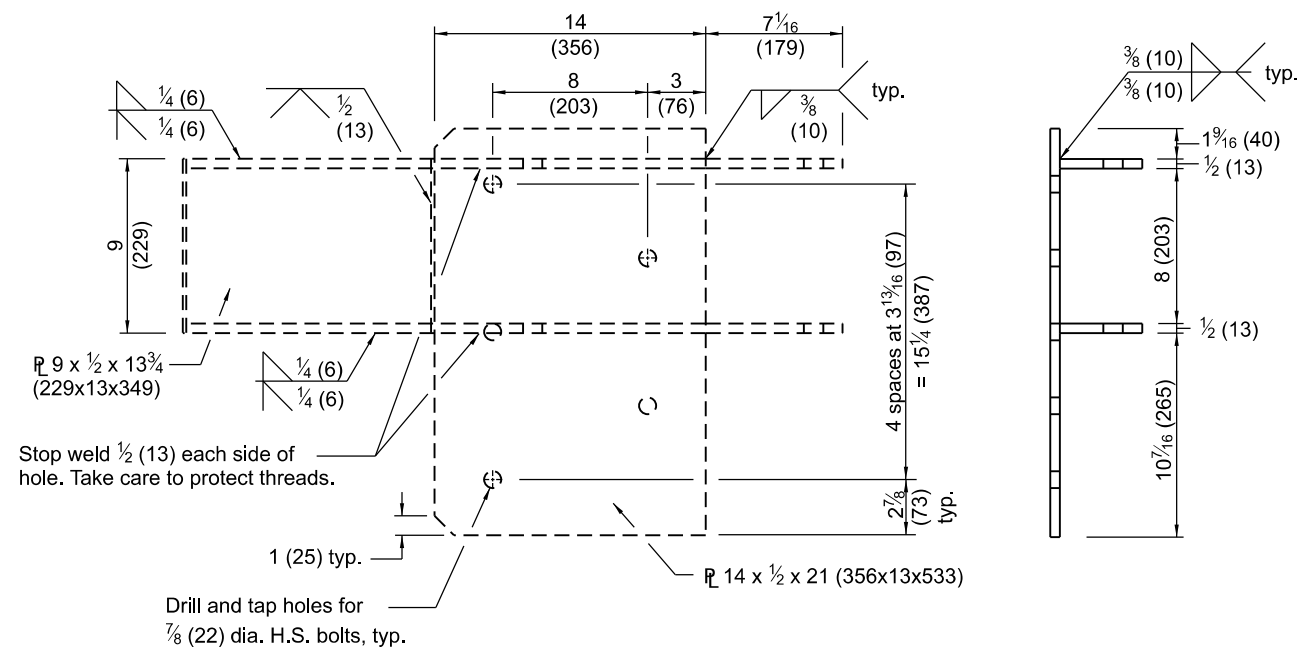 14
(356)
7 1/16
(179)
8
(203)
3
(76)
3/8
(10)
typ.
1/4 (6)
1/4 (6)
1/2
(13)
9
(229)
3/8 (10)
3/8 (10)
typ.
1 9/16 (40)
1/2 (13)
8 (203)
1/2 (13)
10 7/16 (265)
4 spaces at 3 13/16 (97)
= 15 1/4 (387)
2 7/8
(73)
typ.
℄ 9 x 1/2 x 13 3/4
(229x13x349)
1/4 (6)
1/4 (6)
Stop weld 1/2 (13) each side of
hole. Take care to protect threads.
1 (25) typ.
℄ 14 x 1/2 x 21 (356x13x533)
Drill and tap holes for
7/8 (22) dia. H.S. bolts, typ.